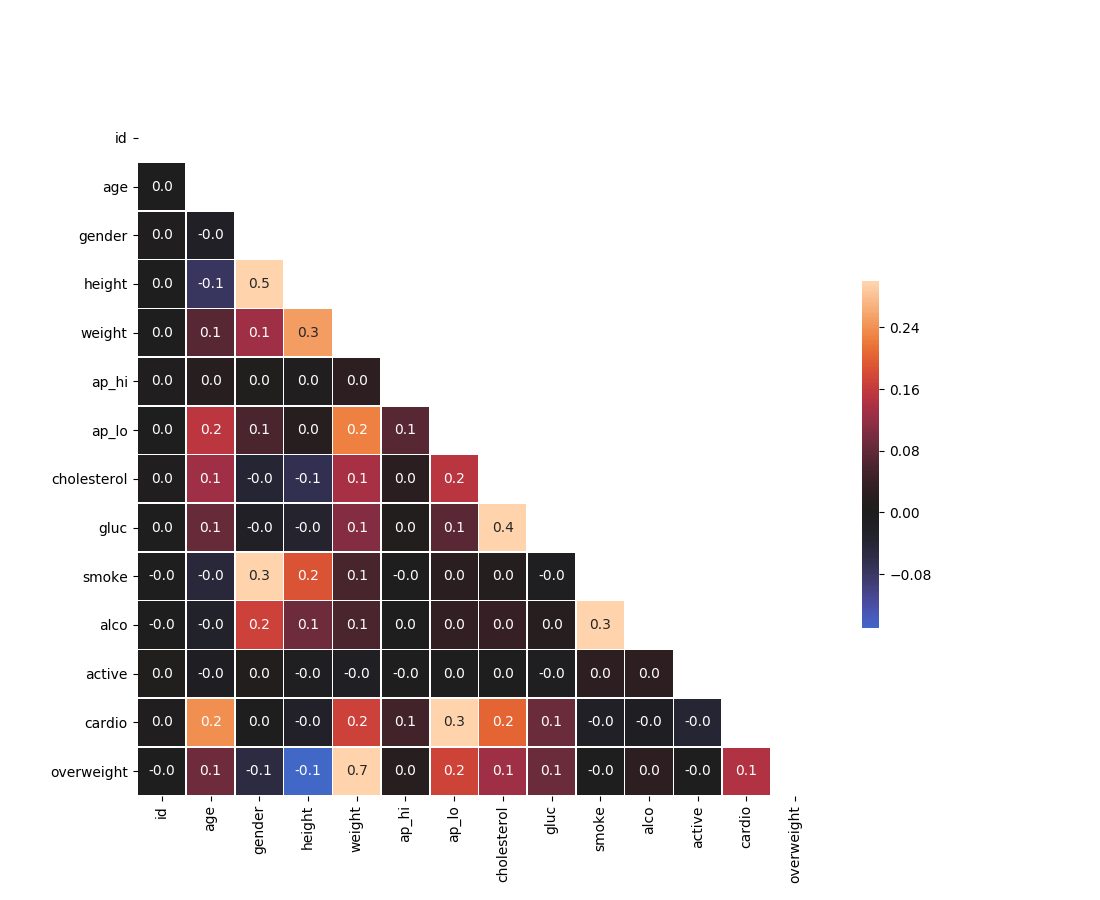 id
age 0.0
gender 0.0 -0.0
height 0.0 -0.1 0.5
0.24
weight 0.0 0.1 0.1 0.3
0.16
ap_hi 0.0 0.0 0.0 0.0 0.0
ap_lo 0.0 0.2 0.1 0.0 0.2 0.1
0.08
cholesterol 0.0 0.1 -0.0 -0.1 0.1 0.0 0.2
0.00
gluc 0.0 0.1 -0.0 -0.0 0.1 0.0 0.1 0.4
−0.08
smoke -0.0 -0.0 0.3 0.2 0.1 -0.0 0.0 0.0 -0.0
alco -0.0 -0.0 0.2 0.1 0.1 -0.0 0.0 0.0 0.0 0.3
active 0.0 -0.0 0.0 -0.0 -0.0 -0.0 -0.0 0.0 -0.0 0.0 0.0
cardio 0.0 0.2 0.0 -0.0 0.2 0.1 0.3 0.2 0.1 -0.0 -0.0 -0.0
overweight -0.0 0.1 -0.1 -0.1 0.7 0.0 0.2 0.1 0.1 -0.0 0.0 -0.0 0.1
id age gender height weight ap_hi ap_lo cholesterol gluc smoke alco active cardio overweight